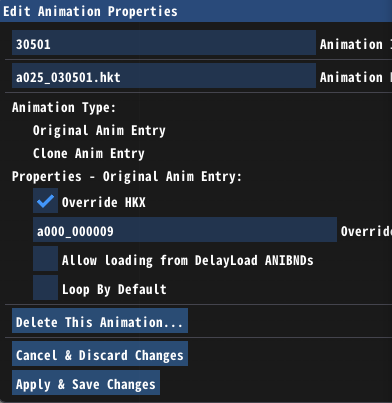 Edit Animation Properties
30501 Animation
a025_030501.hkt Animation
Animation Type:
Original Anim Entry
Clone Anim Entry
Properties - Original Anim Entry:
Override HKX
a000_000009 Overrid
Allow loading from DelayLoad ANIBNDs
Loop By Default
Delete This Animation...
Cancel & Discard Changes
Apply & Save Changes